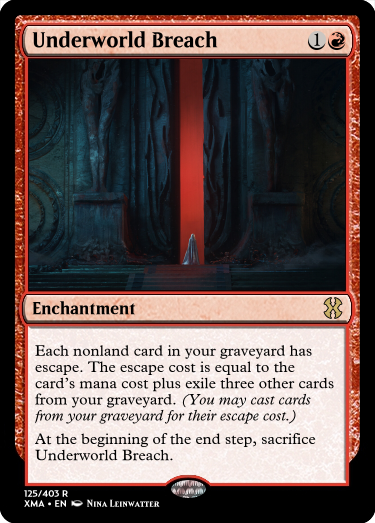 Underworld Breach 1
Enchantment
Each nonland card in your graveyard has
escape. The escape cost is equal to the
card's mana cost plus exile three other cards
from your graveyard. (You may cast cards
from your graveyard for their escape cost.)
At the beginning of the end step, sacrifice
Underworld Breach.
125/403 R
XMA • EN Nina Leinwatter